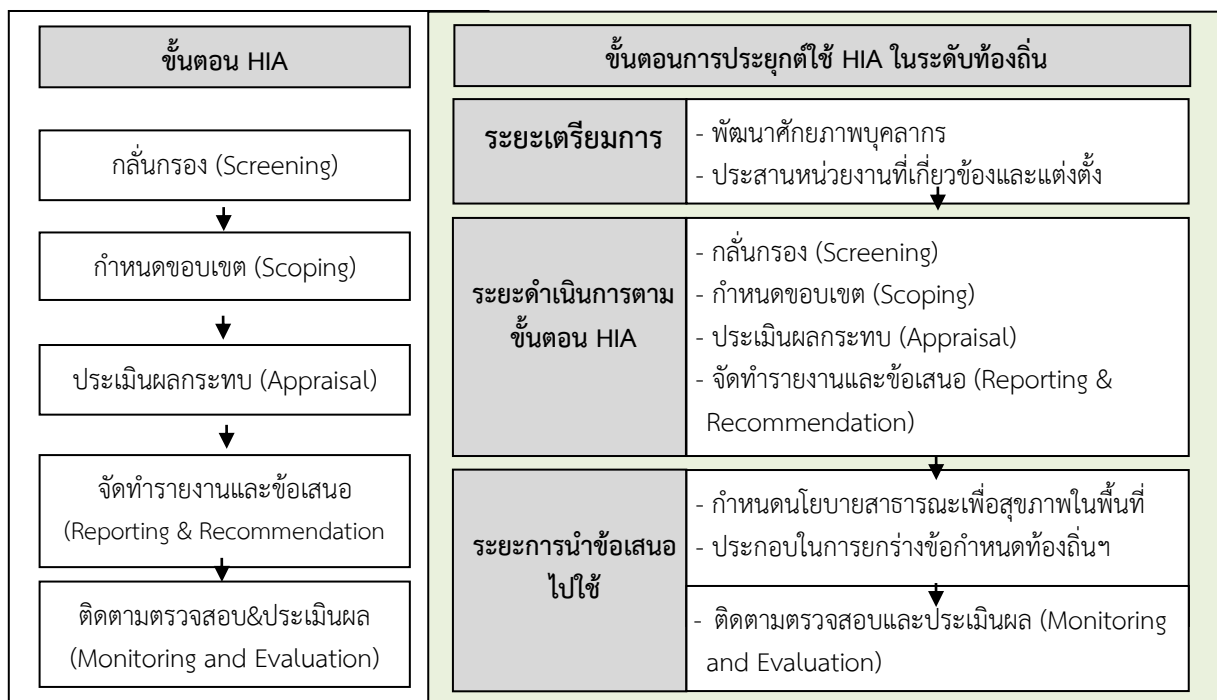 ขั้นตอน HIA
กลั่นกรอง (Screening)
กำหนดขอบเขต (Scoping)
ประเมินผลกระทบ (Appraisal)
จัดทำรายงานและข้อเสนอ
(Reporting & Recommendation
ติดตามตรวจสอบ&ประเมินผล
(Monitoring and Evaluation)
ขั้นตอนการประยุกต์ใช้ HIA ในระดับท้องถิ่น
ระยะเตรียมการ
- พัฒนาศักยภาพบุคลากร
- ประสานหน่วยงานที่เกี่ยวข้องและแต่งตั้ง
ระยะดำเนินการตาม
ขั้นตอน HIA
- กลั่นกรอง (Screening)
- กำหนดขอบเขต (Scoping)
- ประเมินผลกระทบ (Appraisal)
- จัดทำรายงานและข้อเสนอ (Reporting &
Recommendation)
ระยะการนำข้อเสนอ
ไปใช้
- กำหนดนโยบายสาธารณะเพื่อสุขภาพในพื้นที่
- ประกอบในการยกร่างข้อกำหนดท้องถิ่นฯ
- ติดตามตรวจสอบและประเมินผล (Monitoring
and Evaluation)